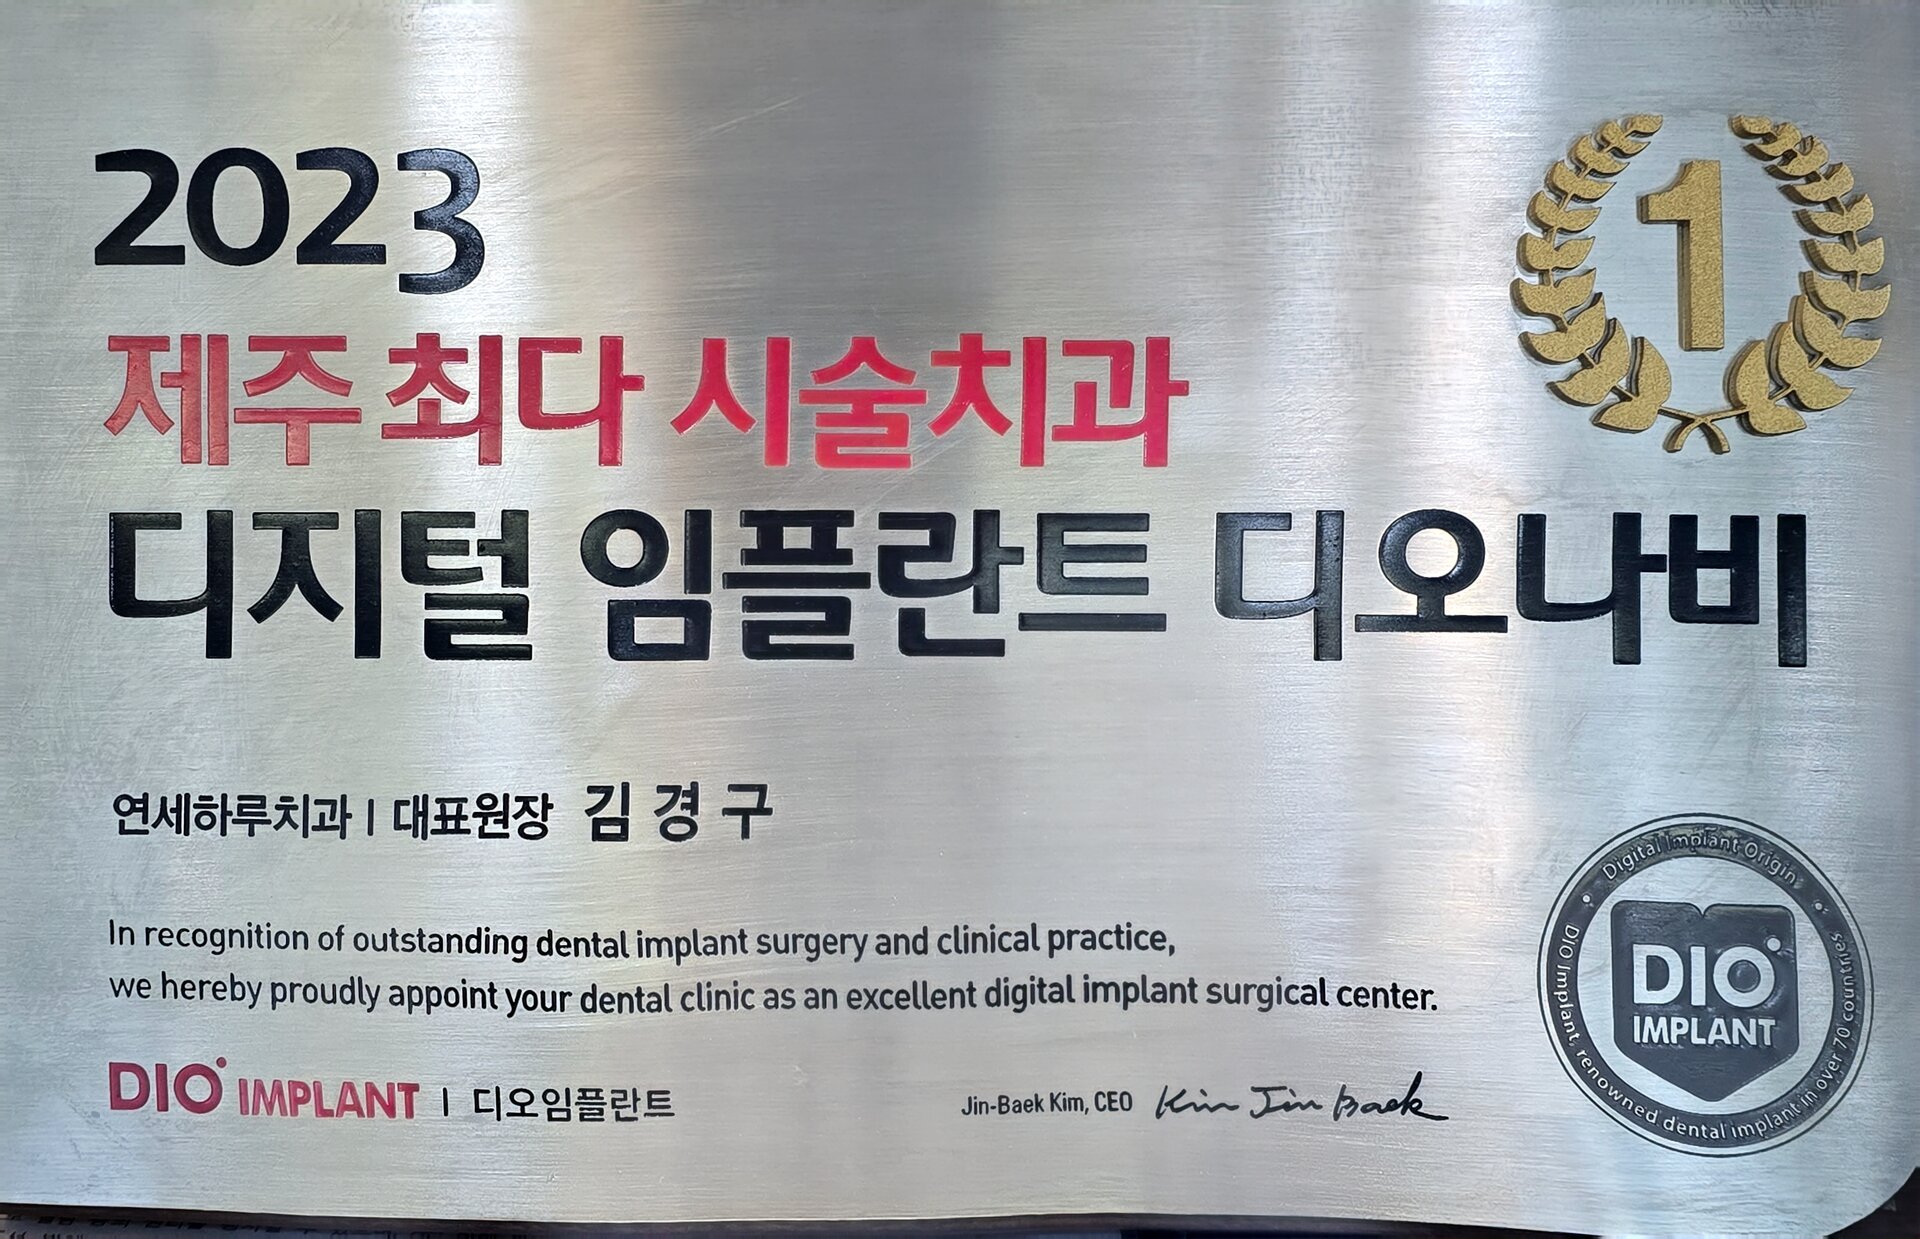 2023
1
제주 최다 시술치과
디지털 임플란트 디오나비
연세하루치과 | 대표원장 김경구
In recognition of outstanding dental implant surgery and clinical practice,
we hereby proudly appoint your dental clinic as an excellent digital implant surgical center.
DIO IMPLANT | 디오임플란트
Jin-Baek Kim, CEO Kim Jin Baek
Digital Implant Origin
DIO IMPLANT
DIO Implant, renowned dental implant in over 70 countries